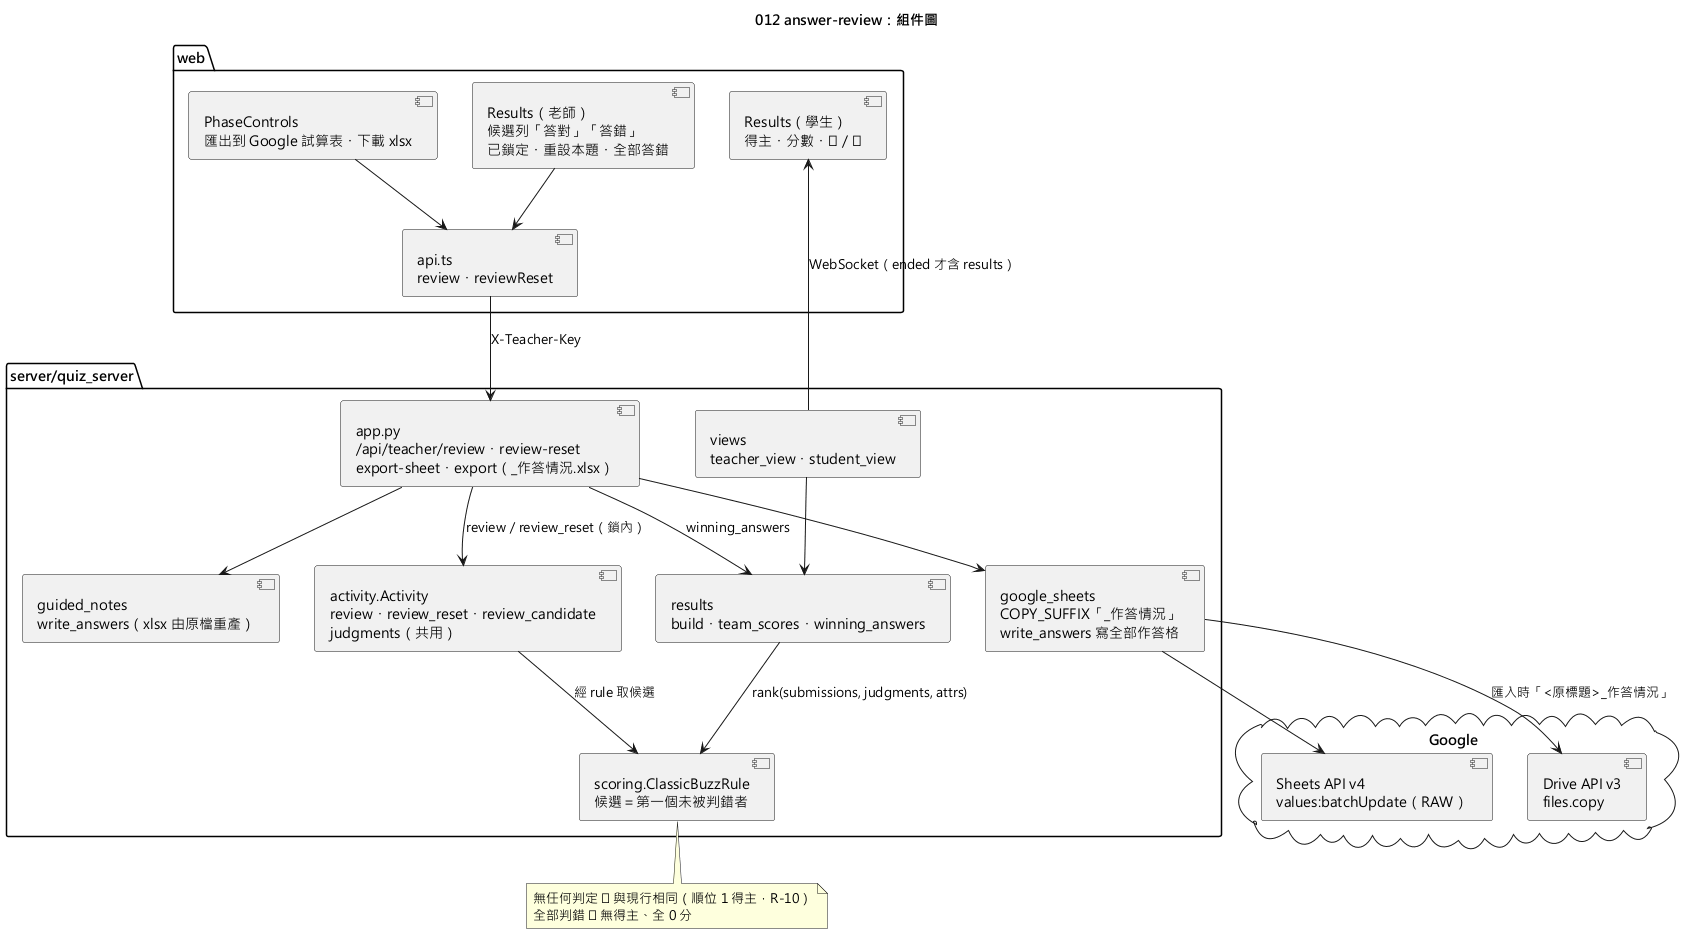 012 answer-review：組件圖
web
PhaseControls
匯出到 Google 試算表．下載 xlsx
Results（老師）
候選列「答對」「答錯」
已鎖定．重設本題．全部答錯
Results（學生）
得主．分數．▯ / ▯
api.ts
review．reviewReset
WebSocket（ended 才含 results）
X-Teacher-Key
server/quiz_server
app.py
/api/teacher/review．review-reset
export-sheet．export（_作答情況.xlsx）
views
teacher_view．student_view
review / review_reset（鎖內）
winning_answers
guided_notes
write_answers（xlsx 由原檔重產）
activity.Activity
review．review_reset．review_candidate
judgments（共用）
results
build．team_scores．winning_answers
google_sheets
COPY_SUFFIX「_作答情況」
write_answers 寫全部作答格
經 rule 取候選
rank(submissions, judgments, attrs)
匯入時「<原標題>_作答情況」
scoring.ClassicBuzzRule
候選 = 第一個未被判錯者
Google
Sheets API v4
values:batchUpdate（RAW）
Drive API v3
files.copy
無任何判定 ▯ 與現行相同（順位 1 得主．R-10）
全部判錯 ▯ 無得主、全 0 分